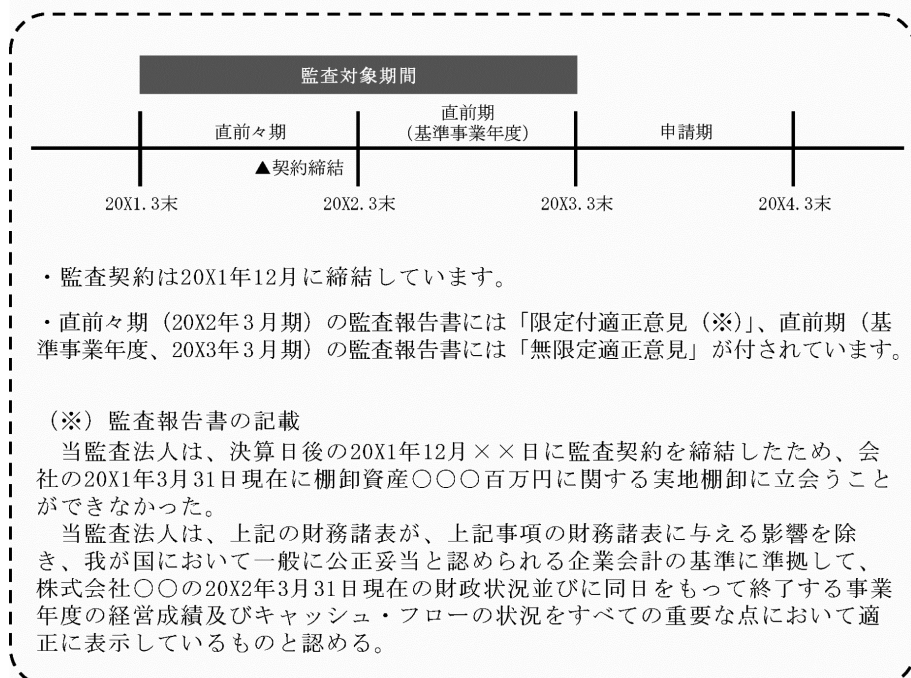 監査対象期間
直前々期
直前期
（基準事業年度）
申請期
▲契約締結
20X1.3末
20X2.3末
20X3.3末
20X4.3末
・監査契約は20X1年12月に締結しています。
・直前々期（20X2年３月期）の監査報告書には「限定付適正意見（※）」、直前期（基
準事業年度、20X3年３月期）の監査報告書には「無限定適正意見」が付されています。
（※）監査報告書の記載
　当監査法人は、決算日後の20X1年12月××日に監査契約を締結したため、会
社の20X1年3月31日現在に棚卸資産〇〇〇百万円に関する実地棚卸に立会うこと
ができなかった。
　当監査法人は、上記の財務諸表が、上記事項の財務諸表に与える影響を除
き、我が国において一般に公正妥当と認められる企業会計の基準に準拠して、
株式会社〇〇の20X2年3月31日現在の財政状況並びに同日をもって終了する事業
年度の経営成績及びキャッシュ・フローの状況をすべての重要な点において適
正に表示しているものと認める。